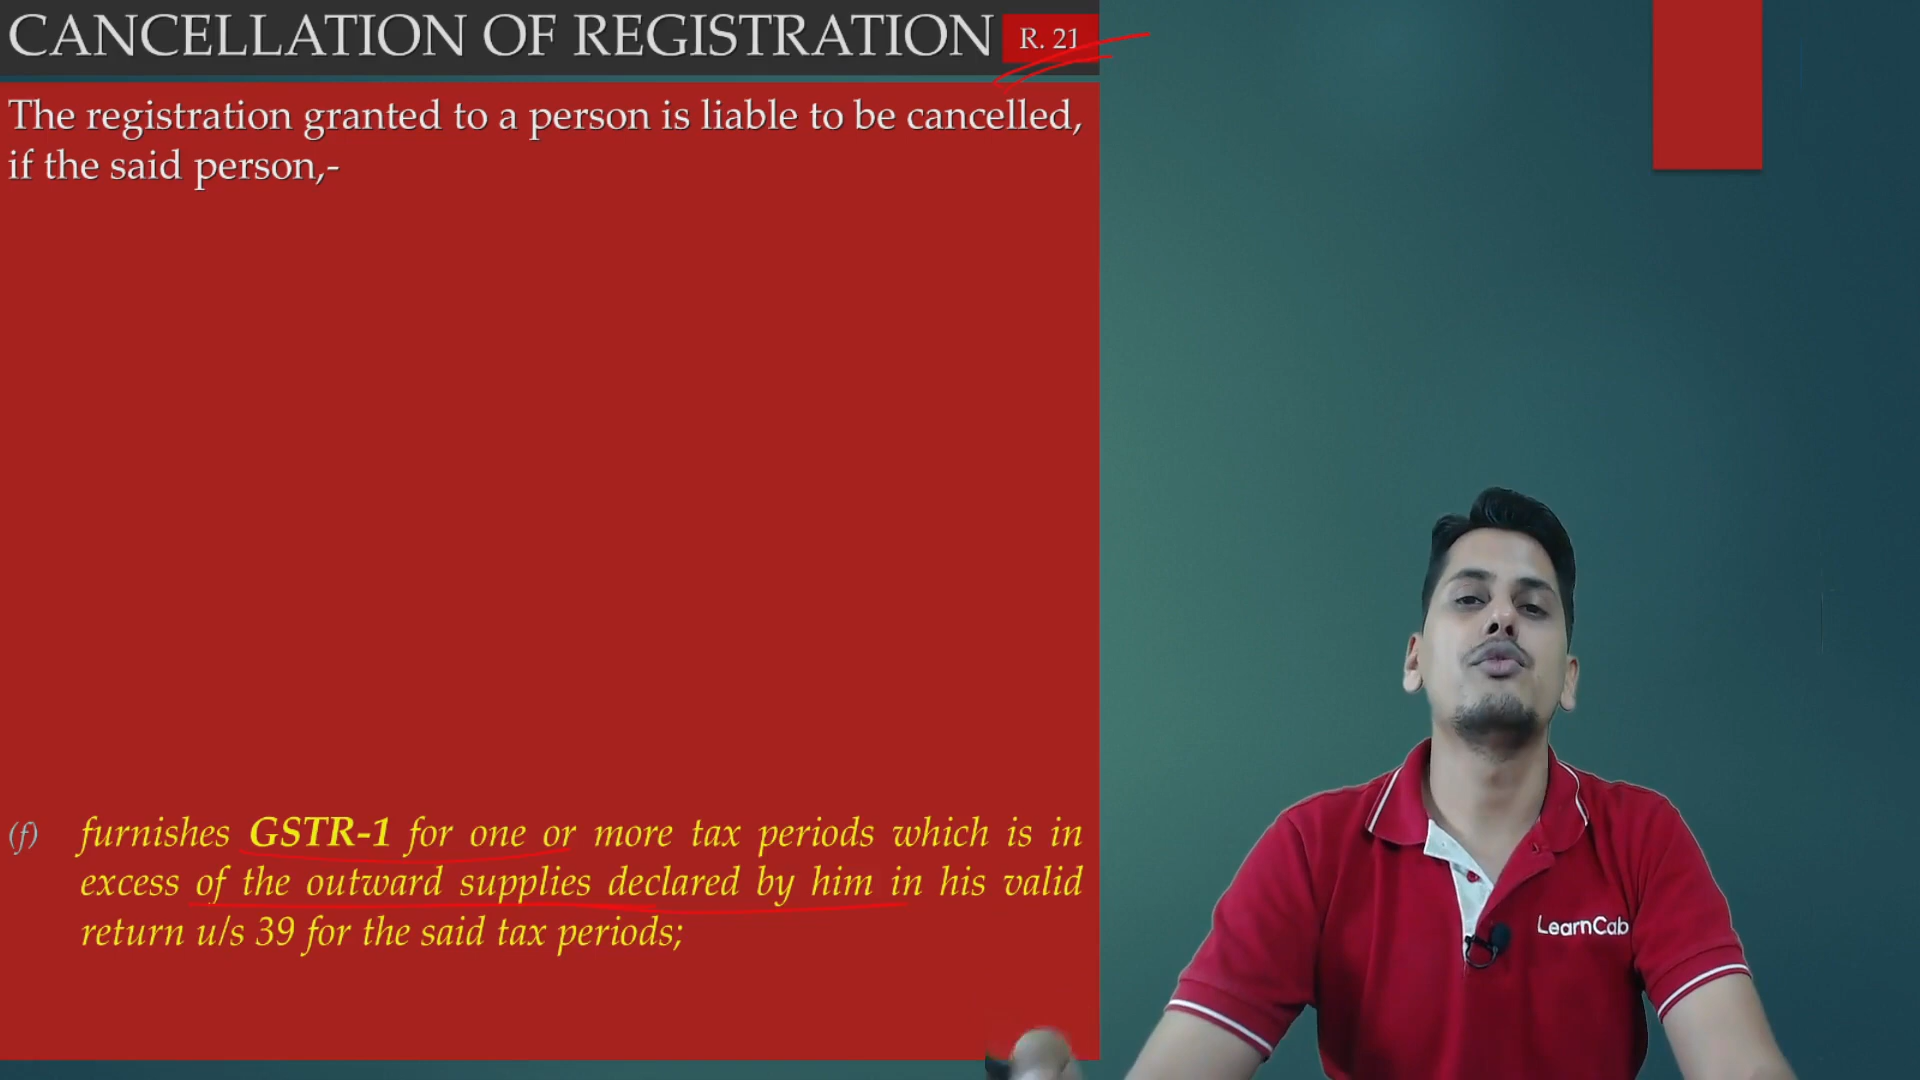 CANCELLATION OF REGISTRATION R. 21
The registration granted to a person is liable to be cancelled,
if the said person,-
(f) furnishes GSTR-1 for one or more tax periods which is in
excess of the outward supplies declared by him in his valid
return u/s 39 for the said tax periods;
LearnCab